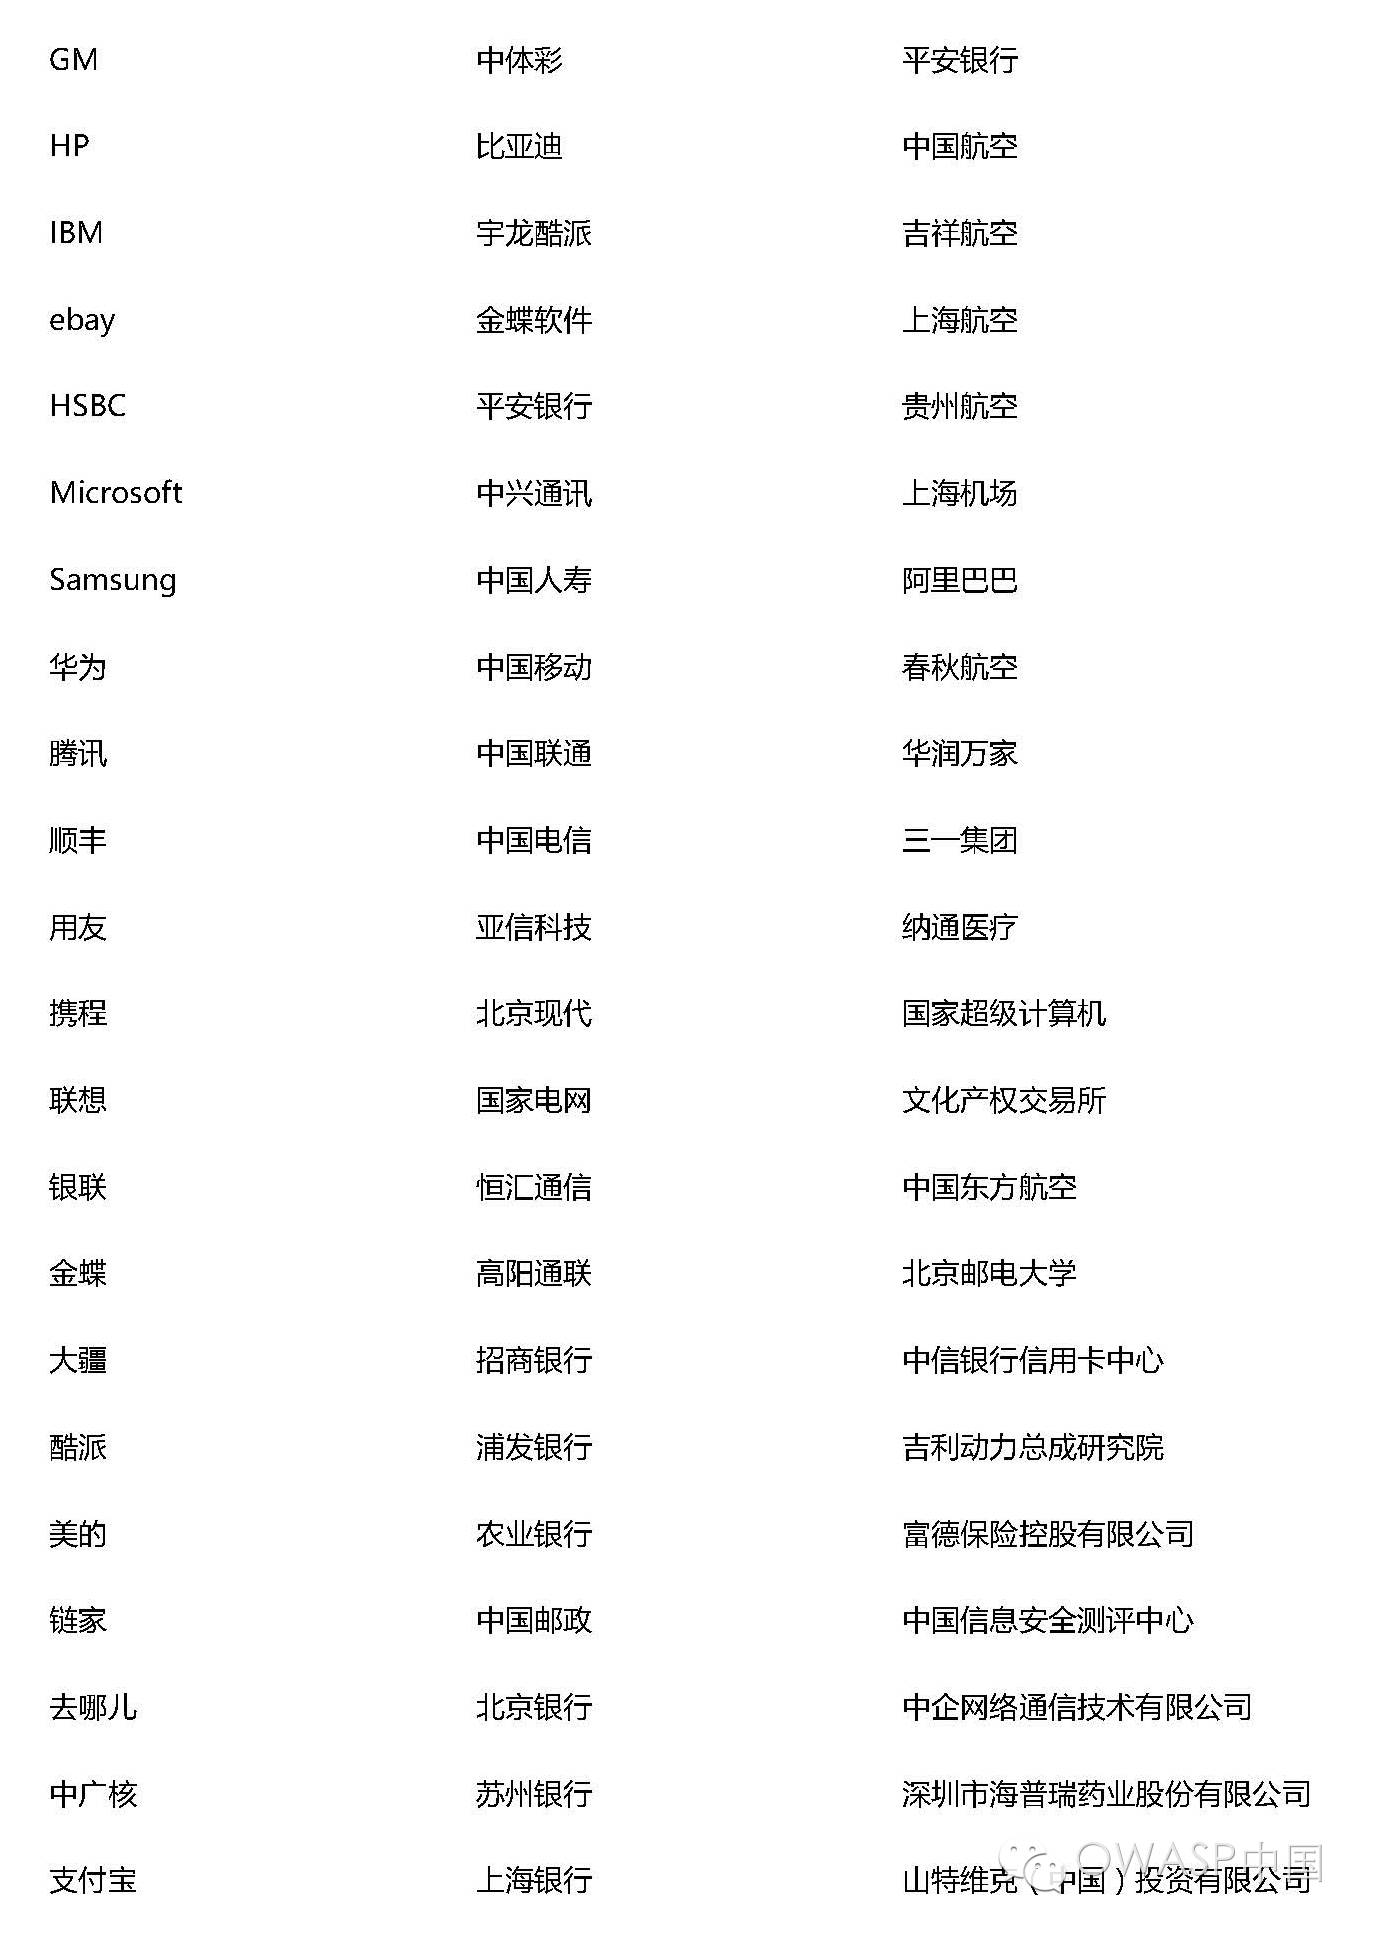 GM 中体彩 平安银行
HP 比亚迪 中国航空
IBM 宇龙酷派 吉祥航空
ebay 金蝶软件 上海航空
HSBC 平安银行 贵州航空
Microsoft 中兴通讯 上海机场
Samsung 中国人寿 阿里巴巴
华为 中国移动 春秋航空
腾讯 中国联通 华润万家
顺丰 中国电信 三一集团
用友 亚信科技 纳通医疗
携程 北京现代 国家超级计算机
联想 国家电网 文化产权交易所
银联 恒汇通信 中国东方航空
金蝶 高阳通联 北京邮电大学
大疆 招商银行 中信银行信用卡中心
酷派 浦发银行 吉利动力总成研究院
美的 农业银行 富德保险控股有限公司
链家 中国邮政 中国信息安全测评中心
去哪儿 北京银行 中企网络通信技术有限公司
中广核 苏州银行 深圳市海普瑞药业股份有限公司
OWASP中国
支付宝 上海银行 山特维克（中国）投资有限公司